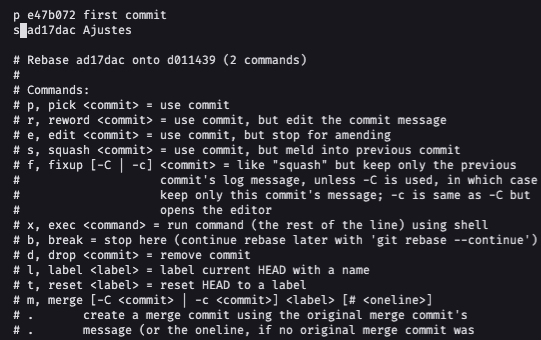 p e47b072 first commit
s ad17dac Ajustes

# Rebase ad17dac onto d011439 (2 commands)
#
# Commands:
# p, pick <commit> = use commit
# r, reword <commit> = use commit, but edit the commit message
# e, edit <commit> = use commit, but stop for amending
# s, squash <commit> = use commit, but meld into previous commit
# f, fixup [-C | -c] <commit> = like "squash" but keep only the previous
#                    commit's log message, unless -C is used, in which case
#                    keep only this commit's message; -c is same as -C but
#                    opens the editor
# x, exec <command> = run command (the rest of the line) using shell
# b, break = stop here (continue rebase later with 'git rebase --continue')
# d, drop <commit> = remove commit
# l, label <label> = label current HEAD with a name
# t, reset <label> = reset HEAD to a label
# m, merge [-C <commit> | -c <commit>] <label> [# <oneline>]
# .       create a merge commit using the original merge commit's
# .       message (or the oneline, if no original merge commit was